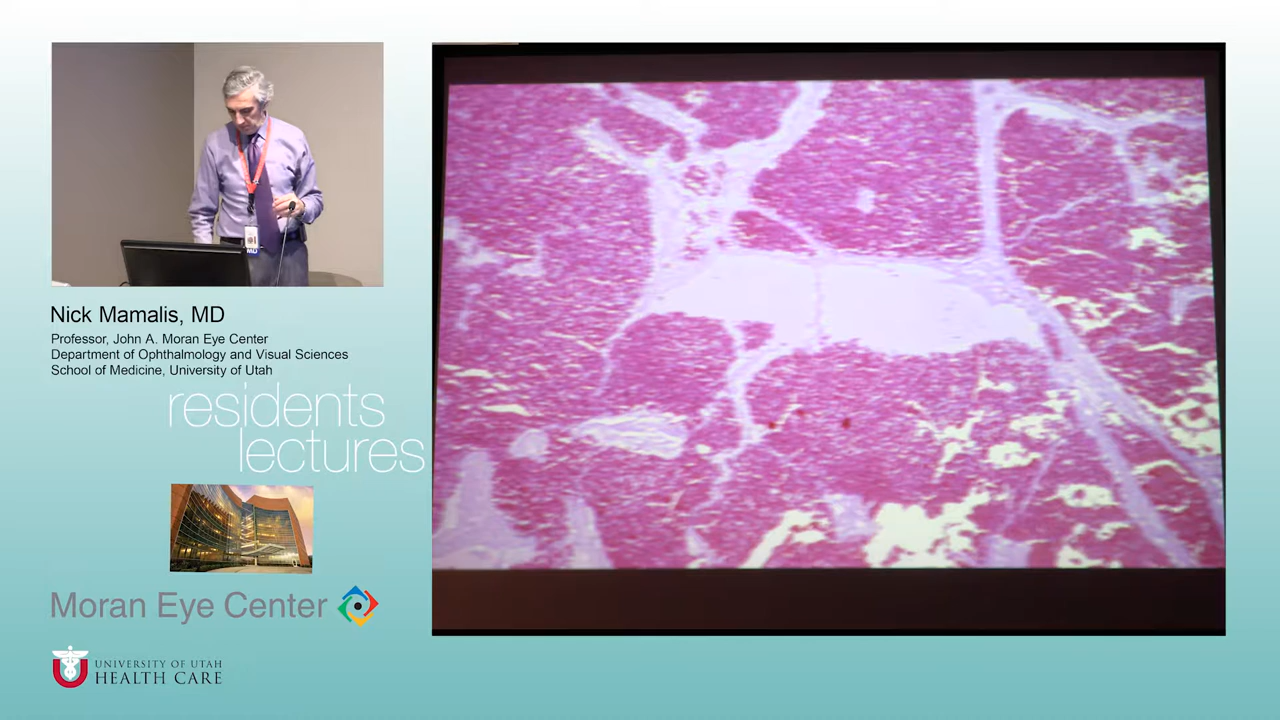 MD
Nick Mamalis, MD
Professor, John A. Moran Eye Center
Department of Ophthalmology and Visual Sciences
School of Medicine, University of Utah
residents
lectures
Moran Eye Center
U UNIVERSITY OF UTAH
HEALTH CARE